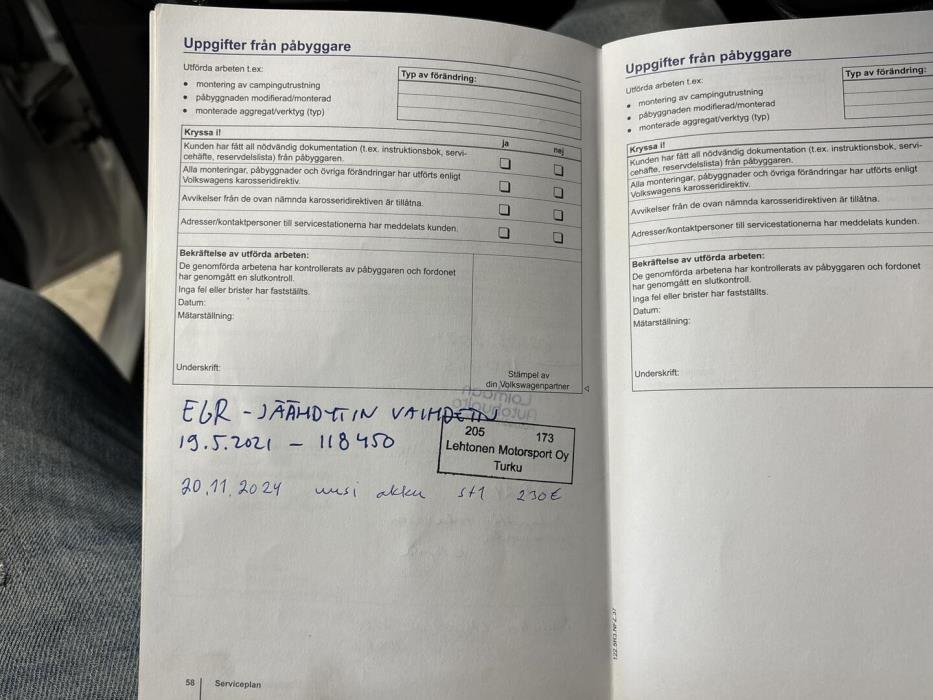 Uppgifter från påbyggare
Utförda arbeten t.ex:
• montering av campingutrustning
• påbyggnaden modifierad/monterad
• monterade aggregat/verktyg (typ)
Typ av förändring:
Kryssa i!
ja
nej
Kunden har fått all nödvändig dokumentation (t.ex. instruktionsbok, servi-
cehäfte, reservdelslista) från påbyggaren.
Alla monteringar, påbyggnader och övriga förändringar har utförts enligt
Volkswagens karosseridirektiv.
Avvikelser från de ovan nämnda karosseridirektiven är tillåtna.
Adresser/kontaktpersoner till servicestationerna har meddelats kunden.
Bekräftelse av utförda arbeten:
De genomförda arbetena har kontrollerats av påbyggaren och fordonet
har genomgått en slutkontroll.
Inga fel eller brister har fastställts.
Datum:
Mätarställning:
Underskrift:
Stämpel av
din Volkswagenpartner
EGR - JÄÄHDYTIN VAIHDETTU
19.5.2021 - 118450
205 173
Lehtonen Motorsport Oy
Turku
20.11.2024 uusi akku st1 230€
58 Serviceplan
Uppgifter från påbyggare
Utförda arbeten t.ex:
• montering av campingutrustning
• påbyggnaden modifierad/monterad
• monterade aggregat/verktyg (typ)
Typ av förändring:
Kryssa i!
Kunden har fått all nödvändig dokumentation (t.ex. instruktionsbok, servi-
cehäfte, reservdelslista) från påbyggaren.
Alla monteringar, påbyggnader och övriga förändringar har utförts enligt
Volkswagens karosseridirektiv.
Avvikelser från de ovan nämnda karosseridirektiven är tillåtna.
Adresser/kontaktpersoner till servicestationerna har meddelats kunden.
Bekräftelse av utförda arbeten:
De genomförda arbetena har kontrollerats av påbyggaren och fordonet
har genomgått en slutkontroll.
Inga fel eller brister har fastställts.
Datum:
Mätarställning:
Underskrift: